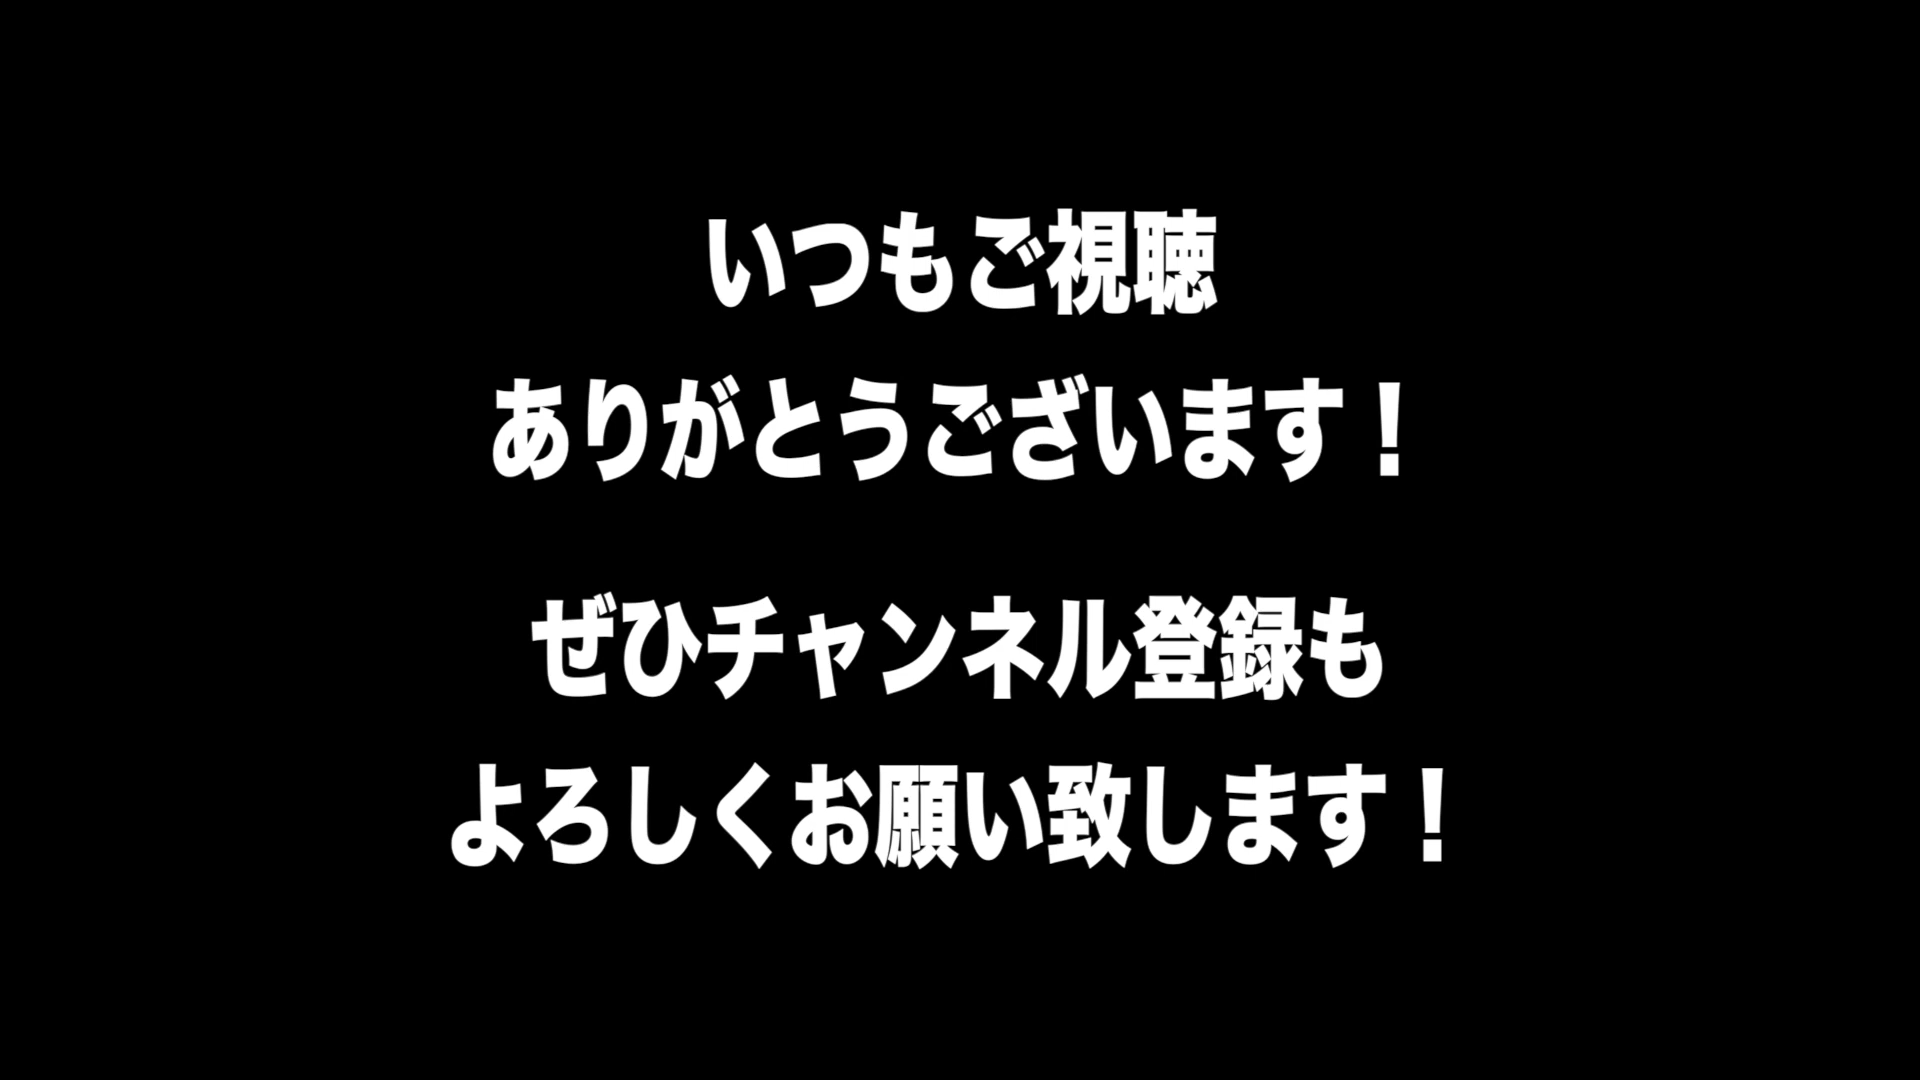 いつもご視聴
ありがとうございます！
ぜひチャンネル登録も
よろしくお願い致します！